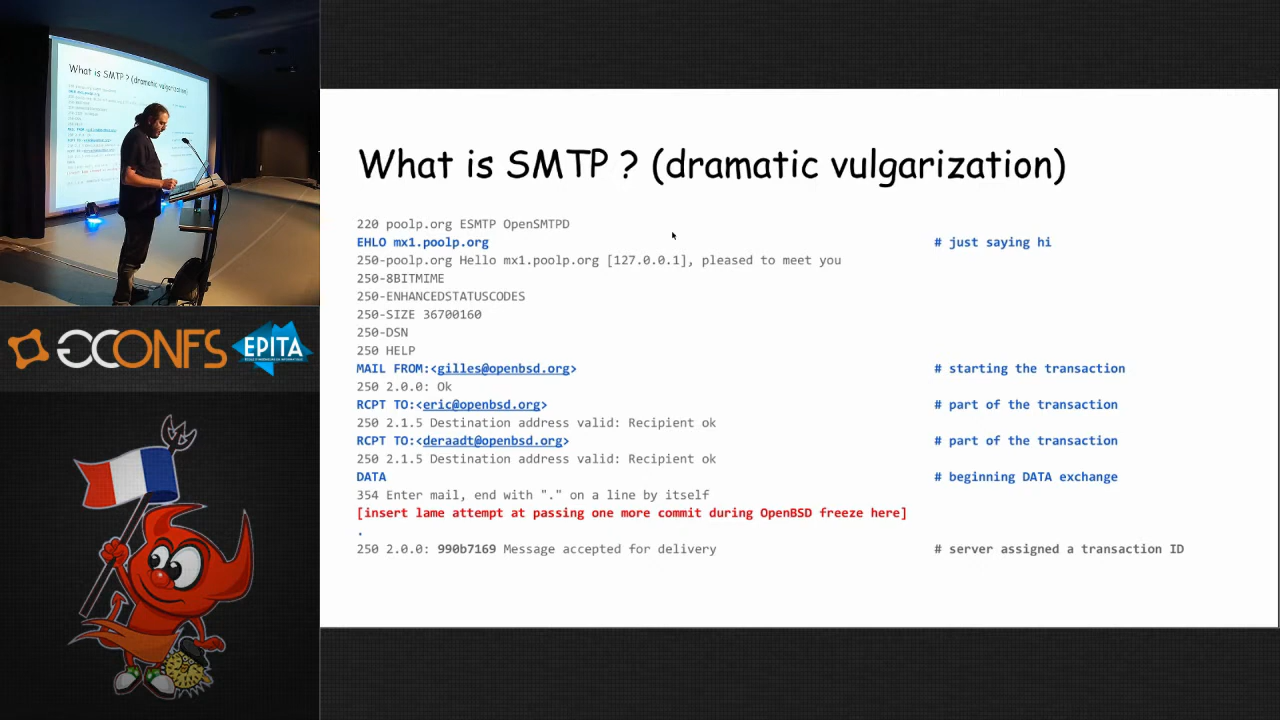 What is SMTP ? (dramatic vulgarization)
What is SMTP ? (dramatic vulgarization)
220 poolp.org ESMTP OpenSMTPD
EHLO mx1.poolp.org # just saying hi
250-poolp.org Hello mx1.poolp.org [127.0.0.1], pleased to meet you
250-8BITMIME
250-ENHANCEDSTATUSCODES
250-SIZE 36700160
250-DSN
250 HELP
MAIL FROM:<gilles@openbsd.org> # starting the transaction
250 2.0.0: Ok
RCPT TO:<eric@openbsd.org> # part of the transaction
250 2.1.5 Destination address valid: Recipient ok
RCPT TO:<deraadt@openbsd.org> # part of the transaction
250 2.1.5 Destination address valid: Recipient ok
DATA # beginning DATA exchange
354 Enter mail, end with "." on a line by itself
[insert lame attempt at passing one more commit during OpenBSD freeze here]
.
250 2.0.0: 990b7169 Message accepted for delivery # server assigned a transaction ID
GCONFS
EPITA